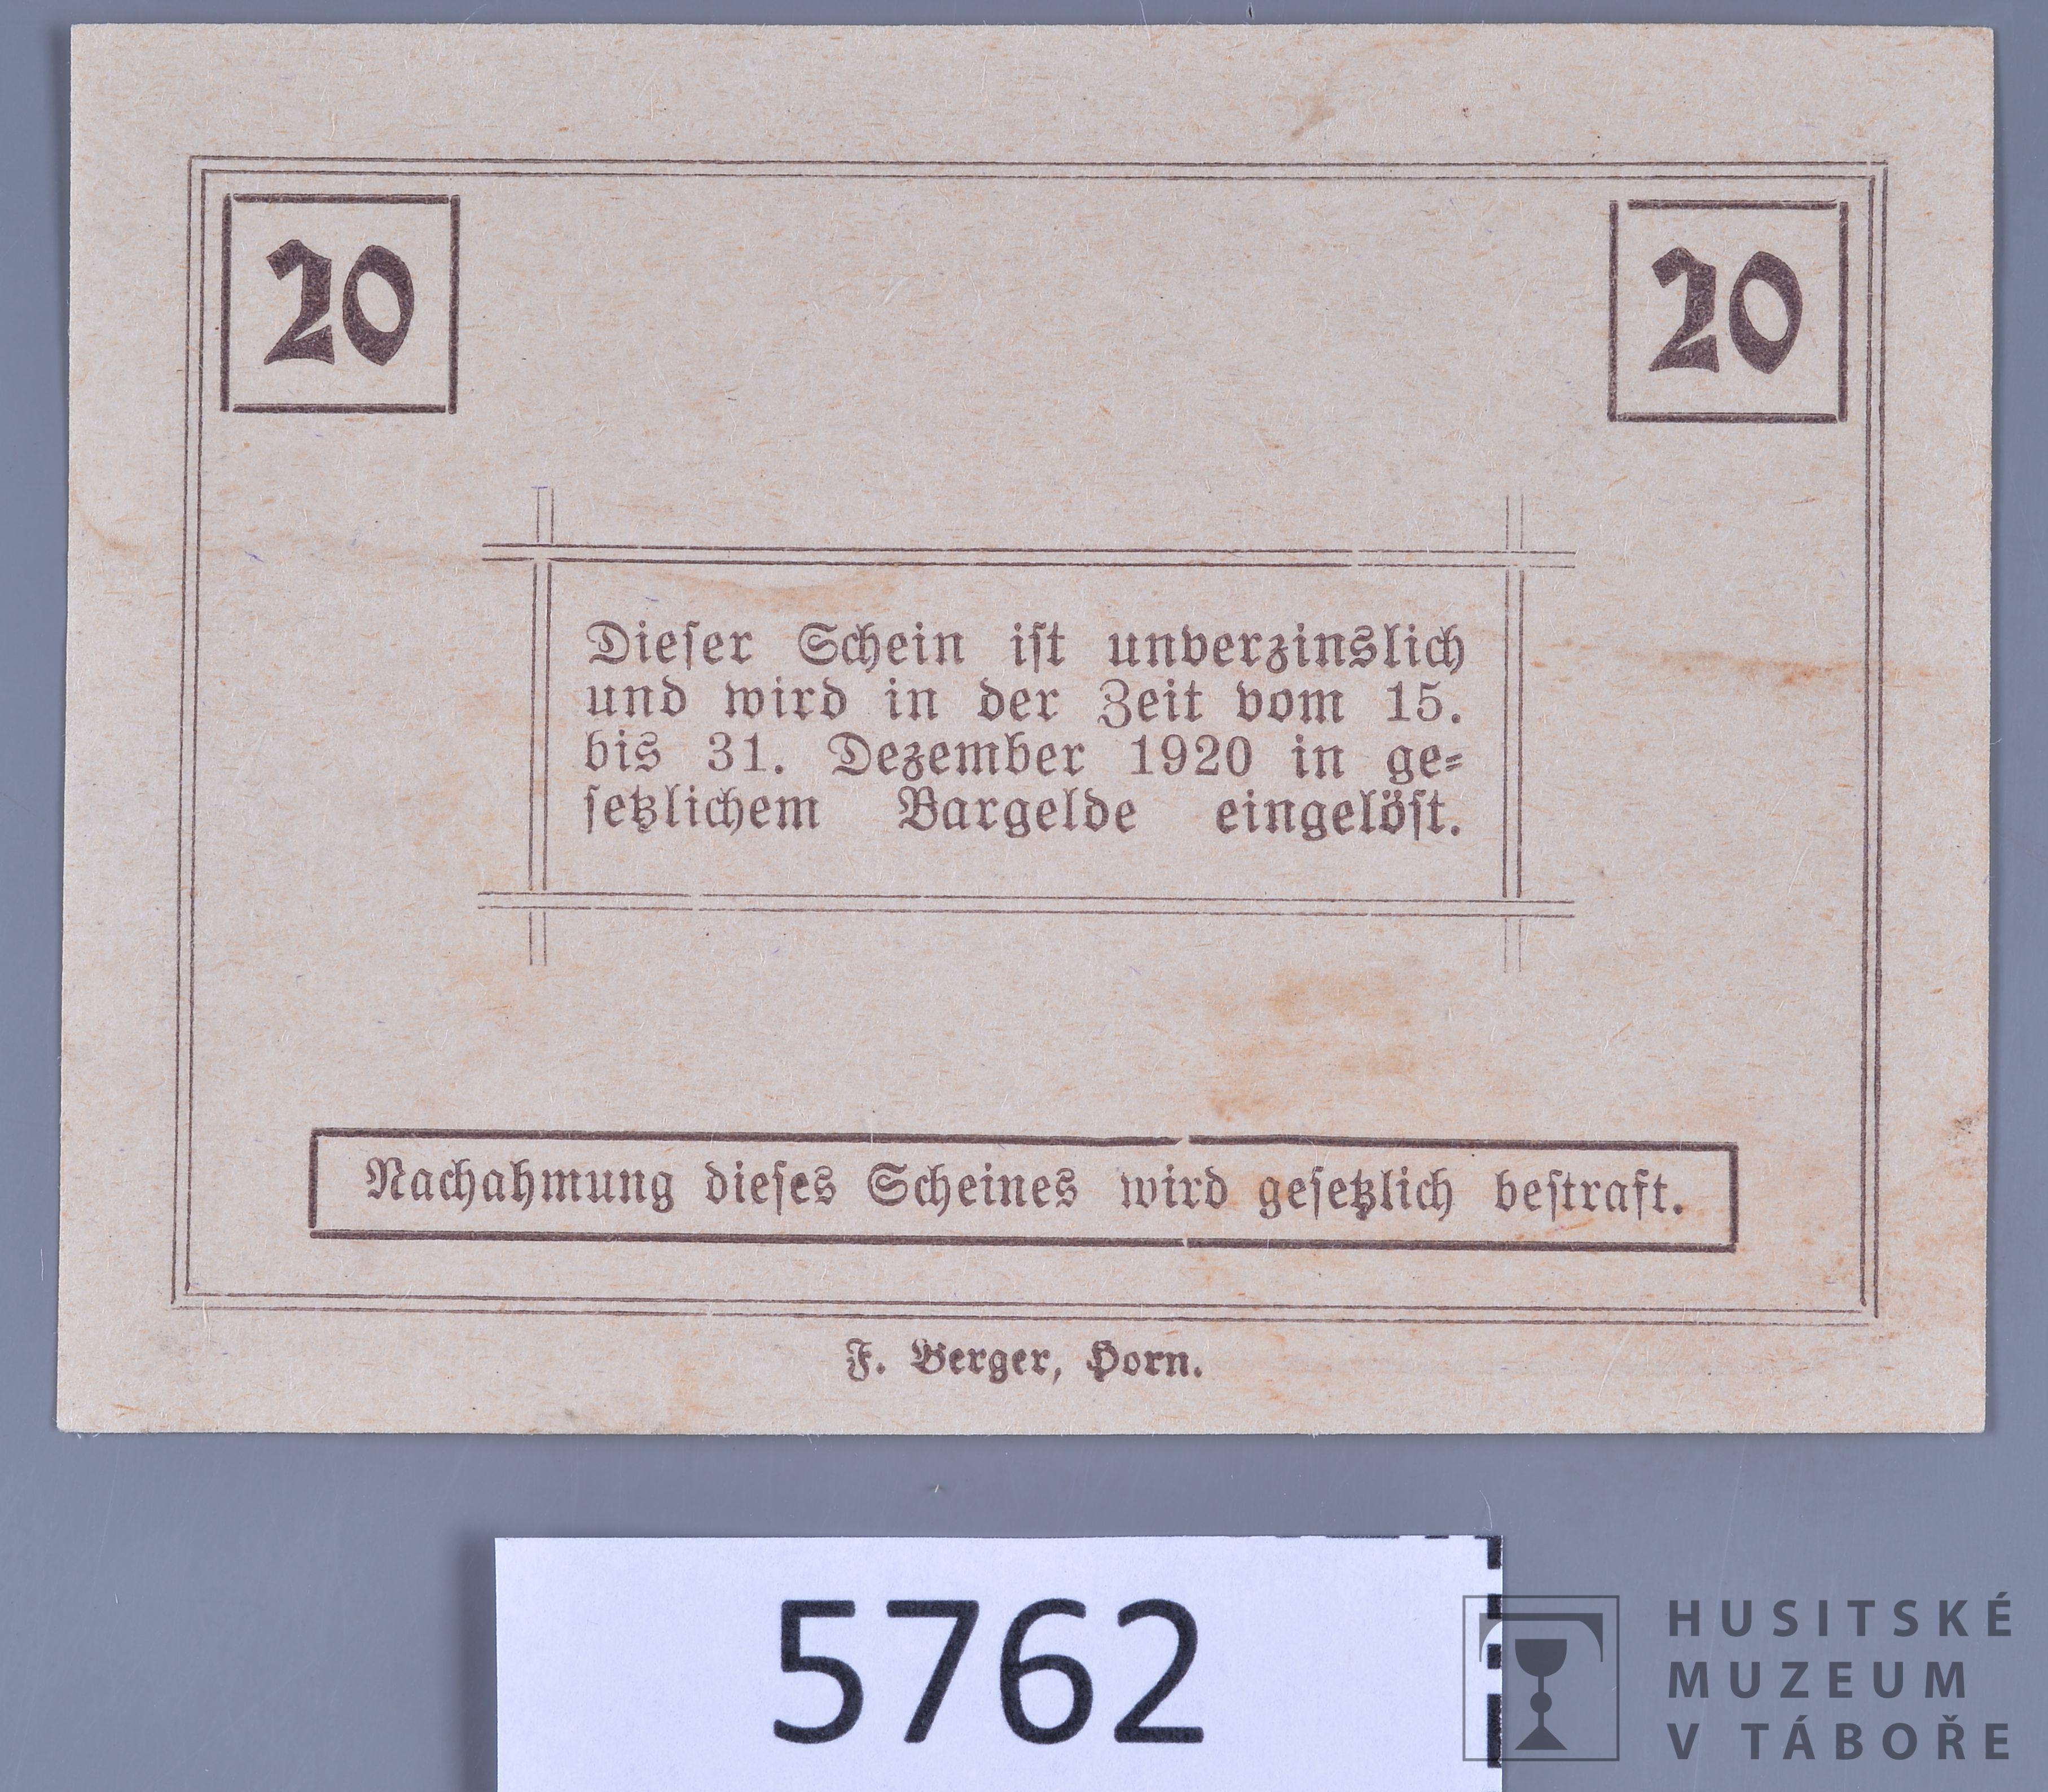 20
20
Dieſer Schein iſt unverzinslich
und wird in der Zeit vom 15.
bis 31. Dezember 1920 in ge⸗
ſetzlichem Bargelde eingelöſt.
Nachahmung dieſes Scheines wird geſetzlich beſtraft.
F. Berger, Horn.
5762
HUSITSKÉ
MUZEUM
V TÁBOŘE